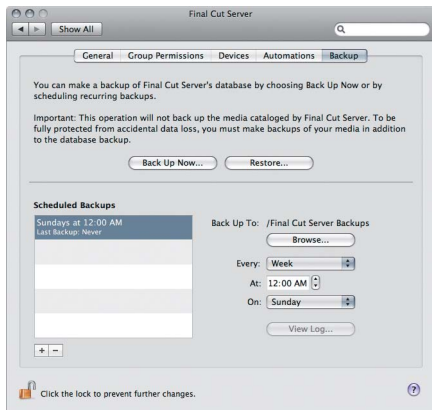 Final Cut Server
Show All
General Group Permissions Devices Automations Backup
You can make a backup of Final Cut Server's database by choosing Back Up Now or by
scheduling recurring backups.
Important: This operation will not back up the media cataloged by Final Cut Server. To be
fully protected from accidental data loss, you must make backups of your media in addition
to the database backup.
Back Up Now... Restore...
Scheduled Backups
Sundays at 12:00 AM
Last Backup: Never
Back Up To: /Final Cut Server Backups
Browse...
Every: Week
At: 12:00 AM
On: Sunday
View Log...
+ −
Click the lock to prevent further changes.
?